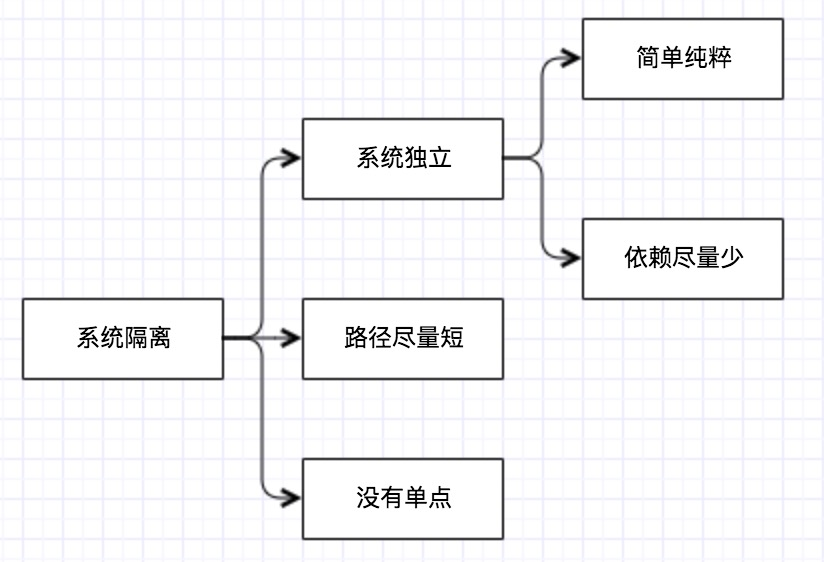 简单纯粹
系统独立
依赖尽量少
系统隔离
路径尽量短
没有单点